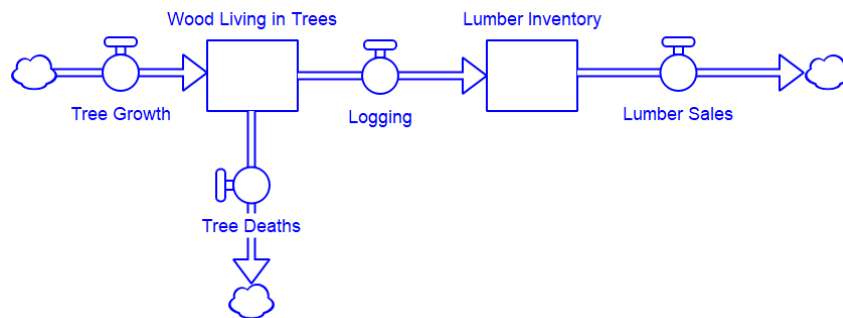 Wood Living in Trees
Lumber Inventory
Tree Growth
Logging
Lumber Sales
Tree Deaths